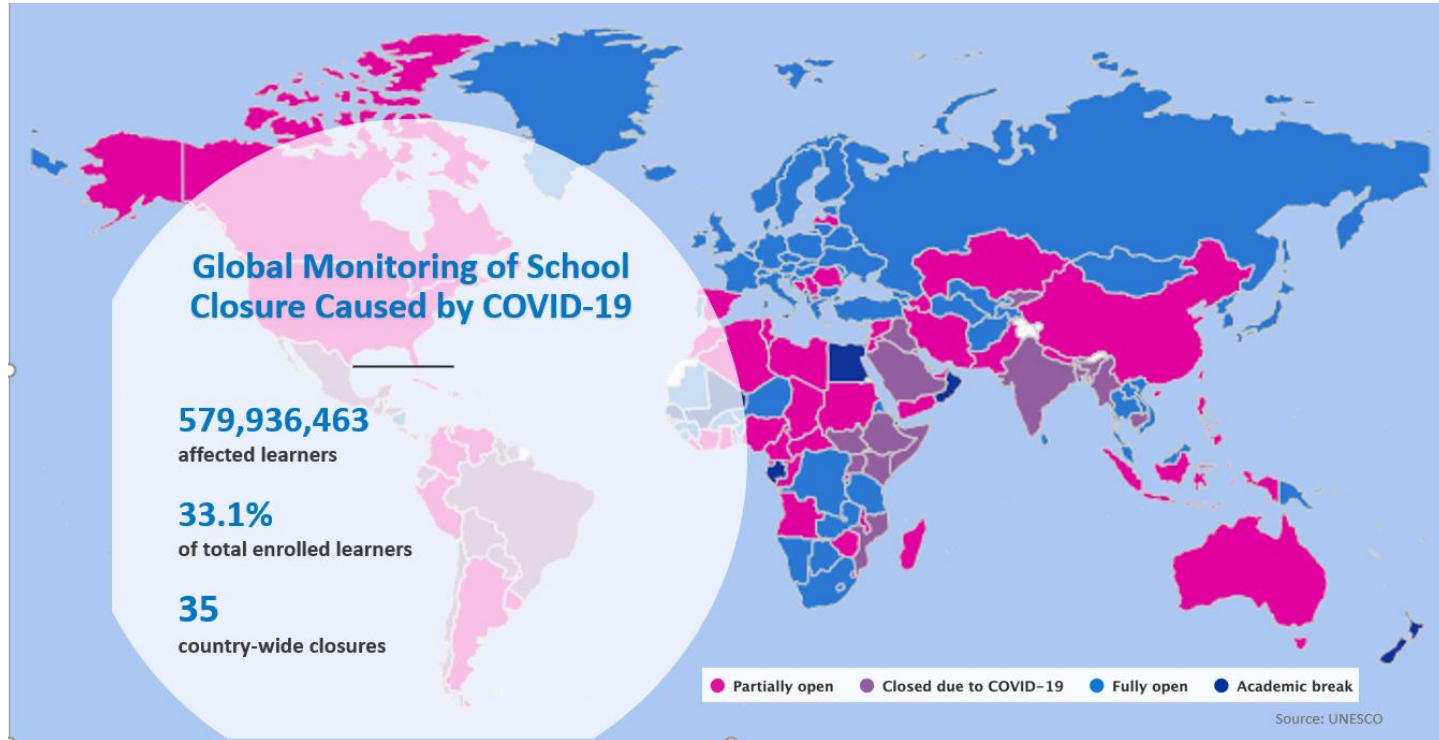 Global Monitoring of School
Closure Caused by COVID-19
579,936,463
affected learners
33.1%
of total enrolled learners
35
country-wide closures
Partially open Closed due to COVID-19 Fully open Academic break
Source: UNESCO